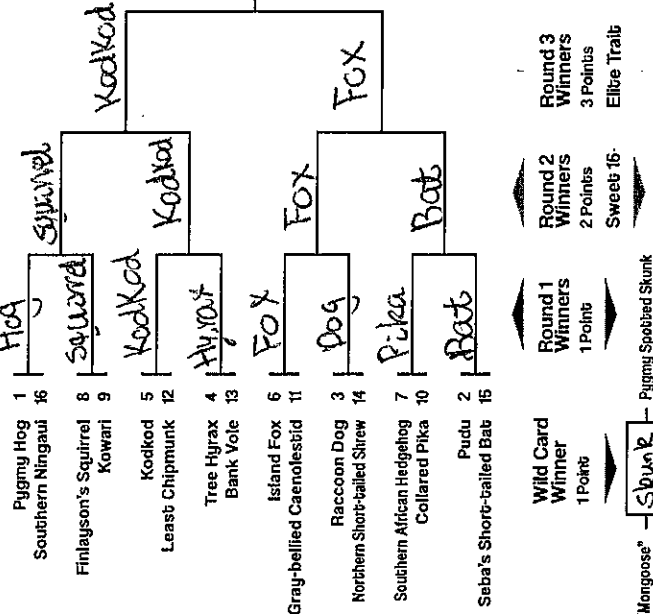 Pygmy Hog 1
Southern Ningaui 16
Finlayson's Squirrel 8
Kowari 9
Kodkod 5
Least Chipmunk 12
Tree Hyrax 4
Bank Vole 13
Island Fox 6
Gray-bellied Caenolestid 11
Raccoon Dog 3
Northern Short-tailed Shrew 14
Southern African Hedgehog 7
Collared Pika 10
Pudu 2
Seba's Short-tailed Bat 15
Hog
KodKod
Hyrax
Fox
Dog
Pika
Bat
Squirrel
Kodkod
Fox
Bat
KodKod
Fox
Wild Card
Winner
1 Point
Round 1
Winners
1 Point
Round 2
Winners
2 Points
Sweet 16
Round 3
Winners
3 Points
Elite Trait
"Mongoose"
Skunk
Pygmy Spotted Skunk